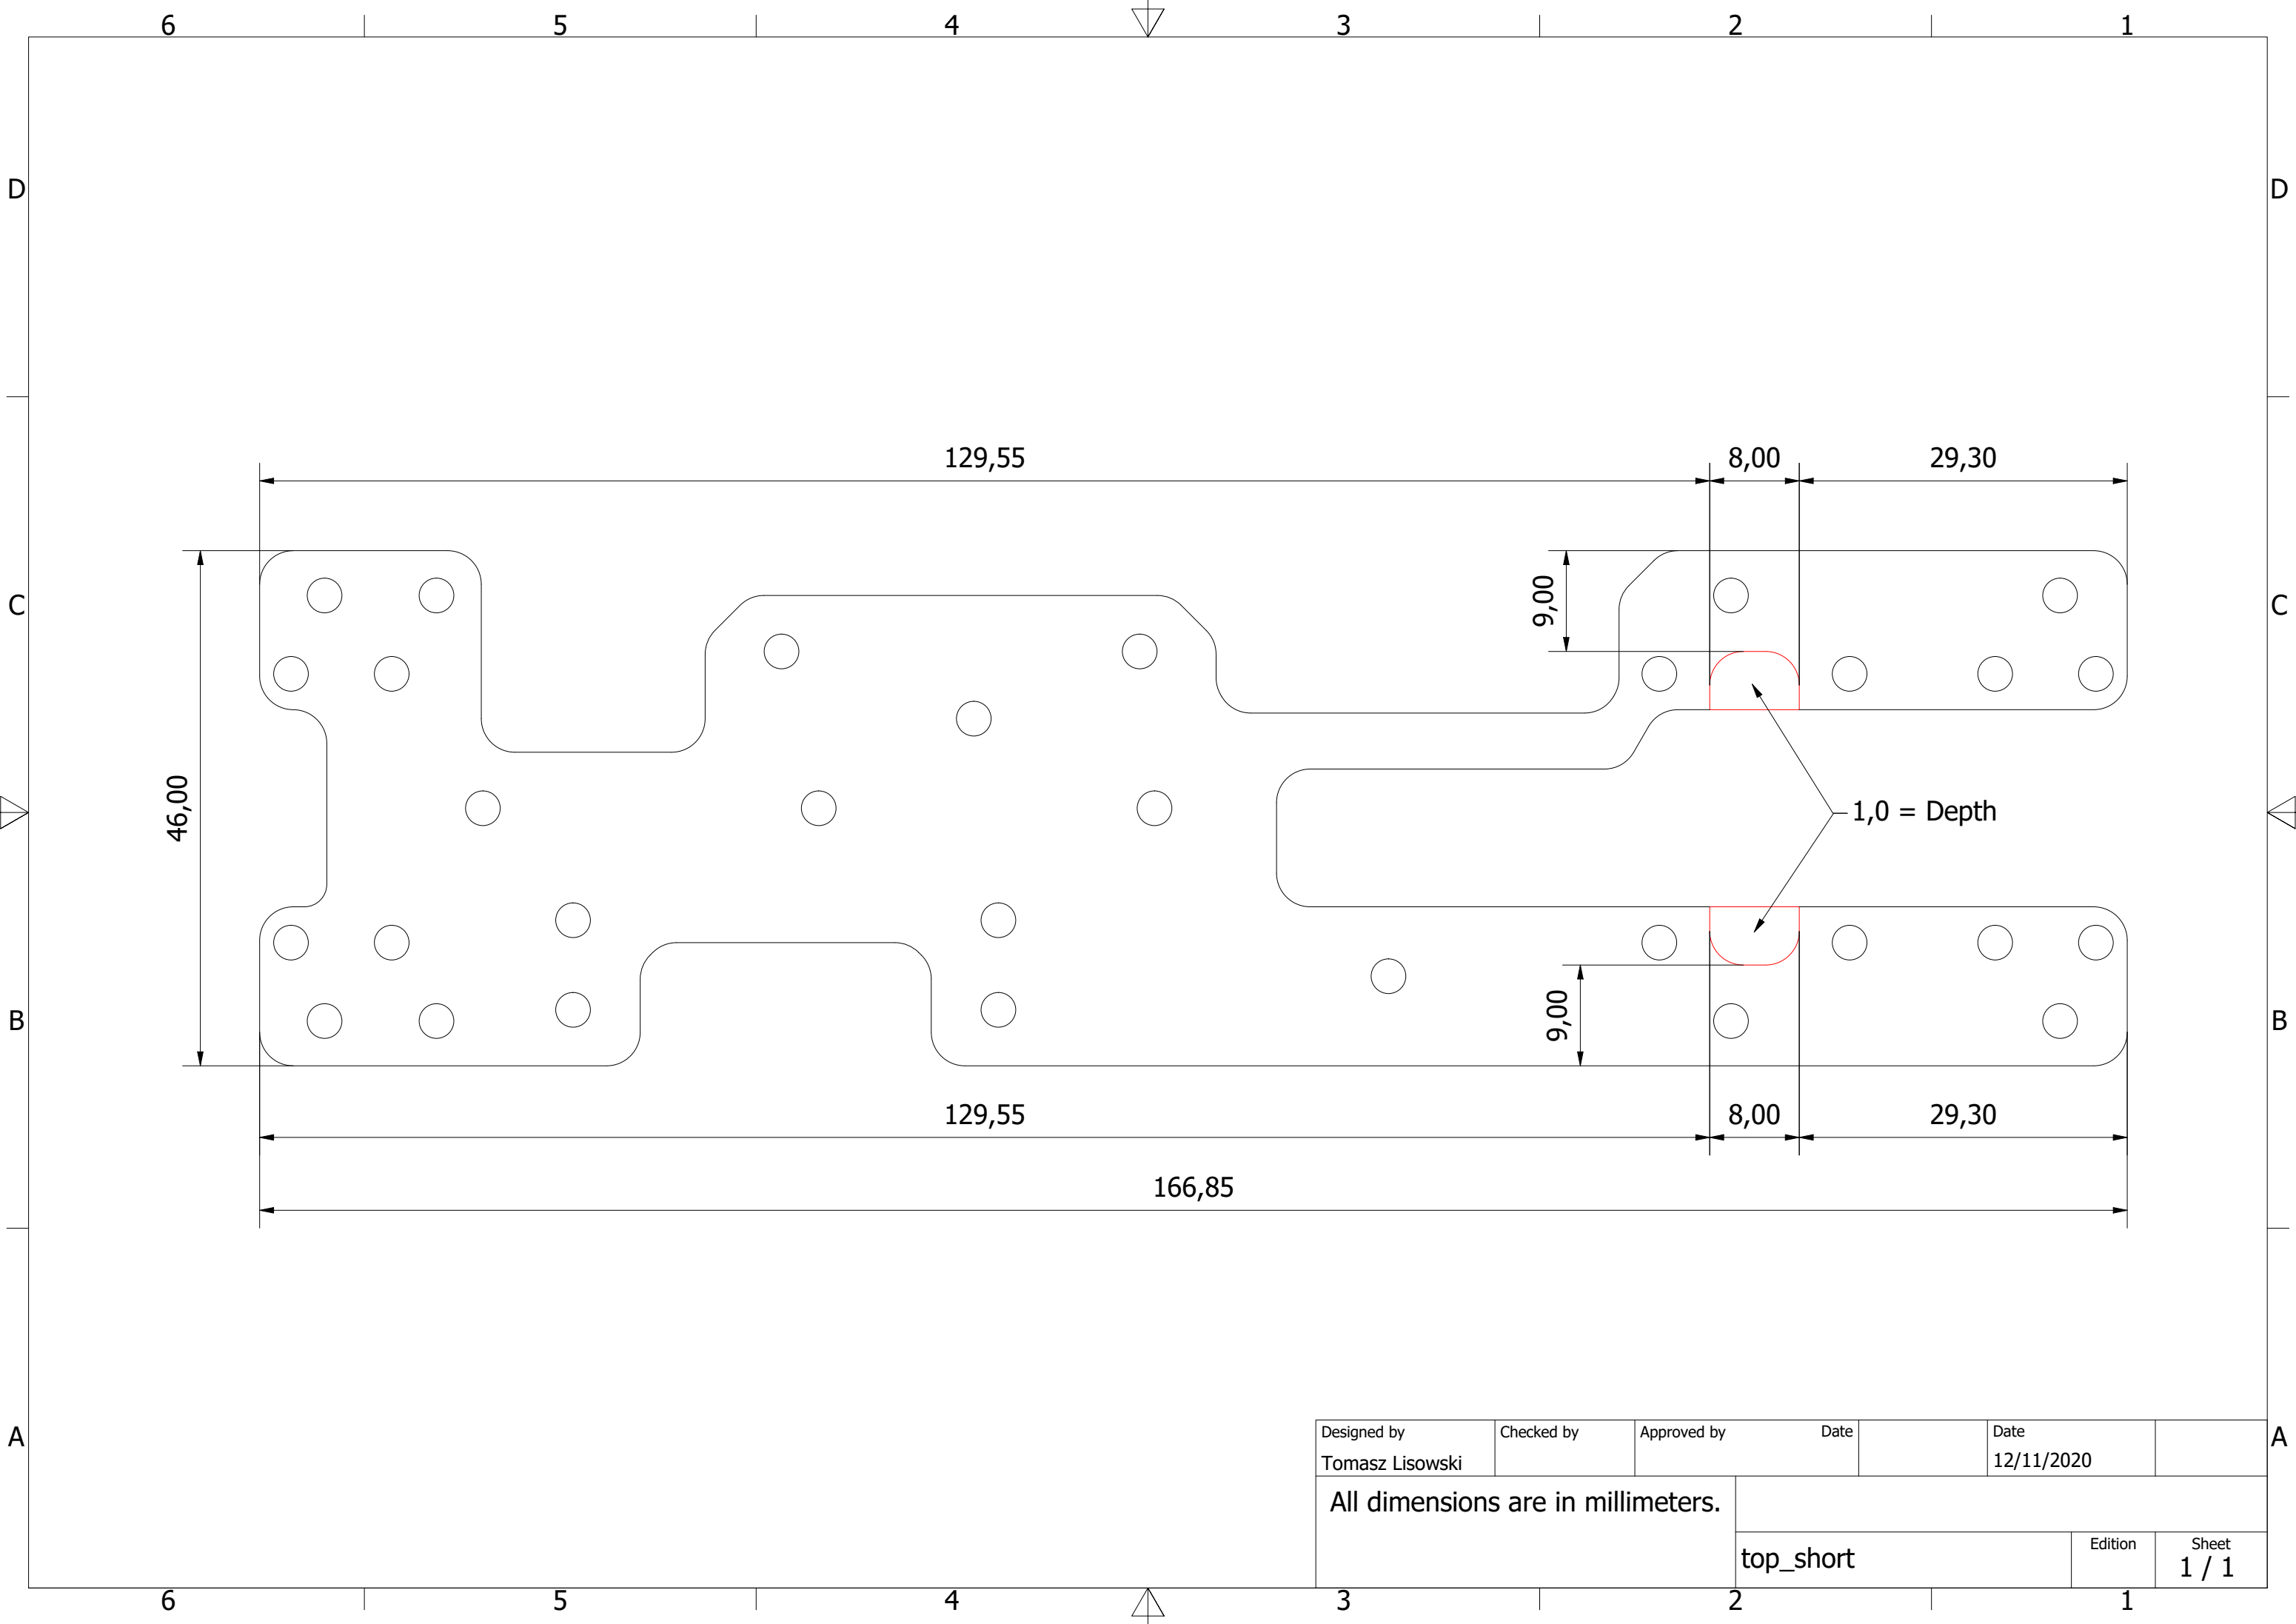 6 5 4 3 2 1
D D
129,55 8,00 29,30
C 9,00 C
46,00
1,0 = Depth
B 9,00 B
129,55 8,00 29,30
166,85
A A
Designed by Checked by Approved by Date Date
Tomasz Lisowski 12/11/2020
All dimensions are in millimeters.
Edition Sheet
top_short 1 / 1
6 5 4 3 2 1